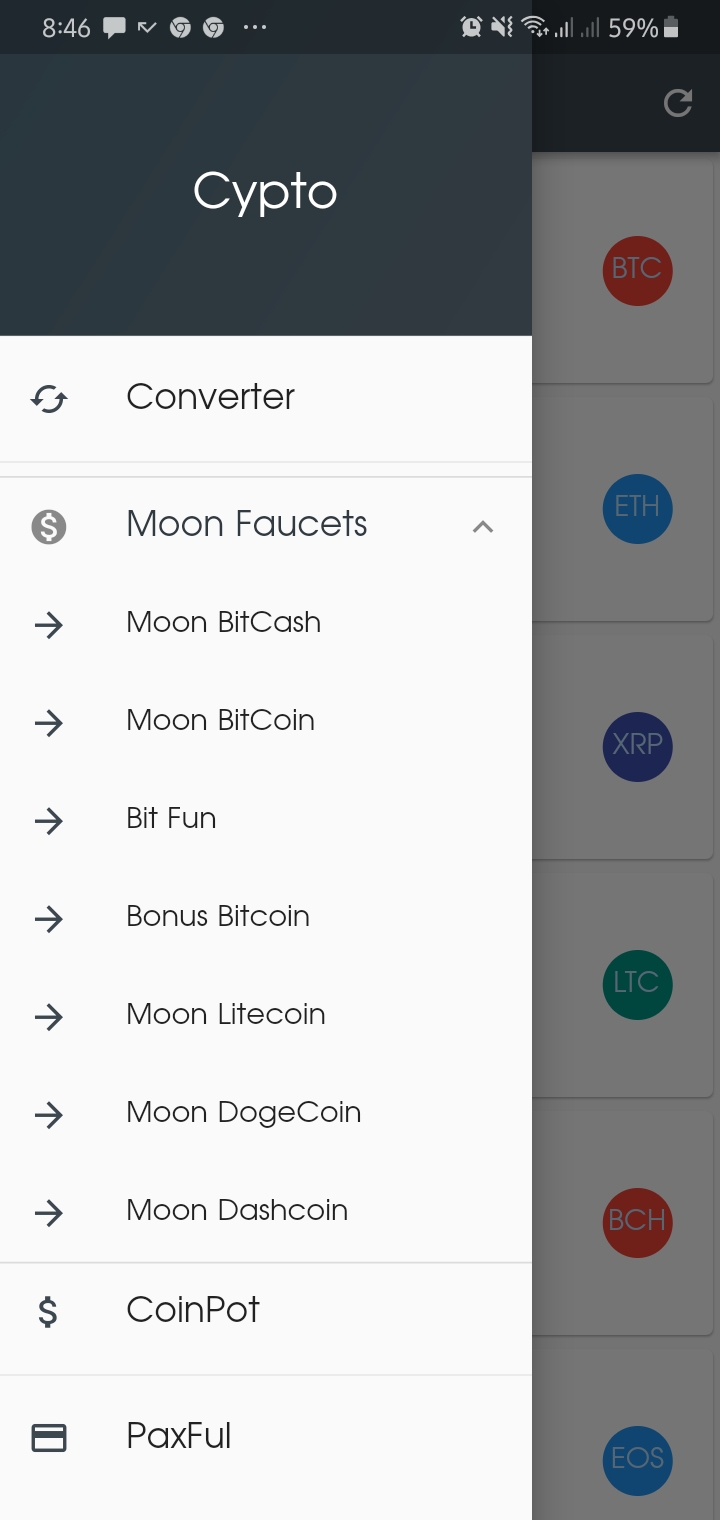 8:46 59%
Cypto
BTC
Converter
ETH
Moon Faucets
Moon BitCash
Moon BitCoin
XRP
Bit Fun
Bonus Bitcoin
LTC
Moon Litecoin
Moon DogeCoin
Moon Dashcoin
BCH
CoinPot
PaxFul
EOS